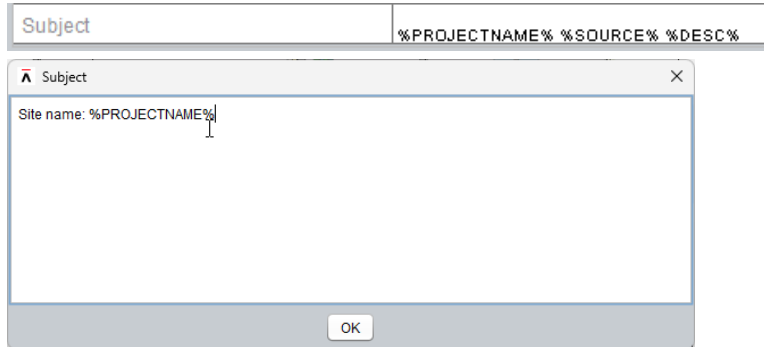 Subject
%PROJECTNAME% %SOURCE% %DESC%
Subject
Site name: %PROJECTNAME%
OK